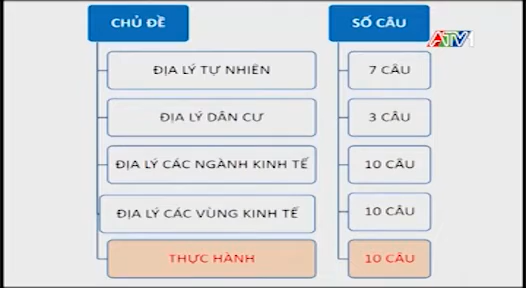 CHỦ ĐỀ SỐ CÂU
ATV1
ĐỊA LÝ TỰ NHIÊN 7 CÂU
ĐỊA LÝ DÂN CƯ 3 CÂU
ĐỊA LÝ CÁC NGÀNH KINH TẾ 10 CÂU
ĐỊA LÝ CÁC VÙNG KINH TẾ 10 CÂU
THỰC HÀNH 10 CÂU